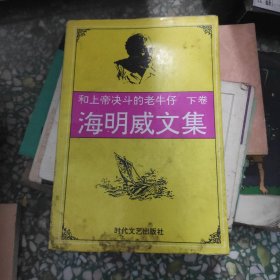 和上帝决斗的老牛仔 下卷
海明威文集
时代文艺出版社